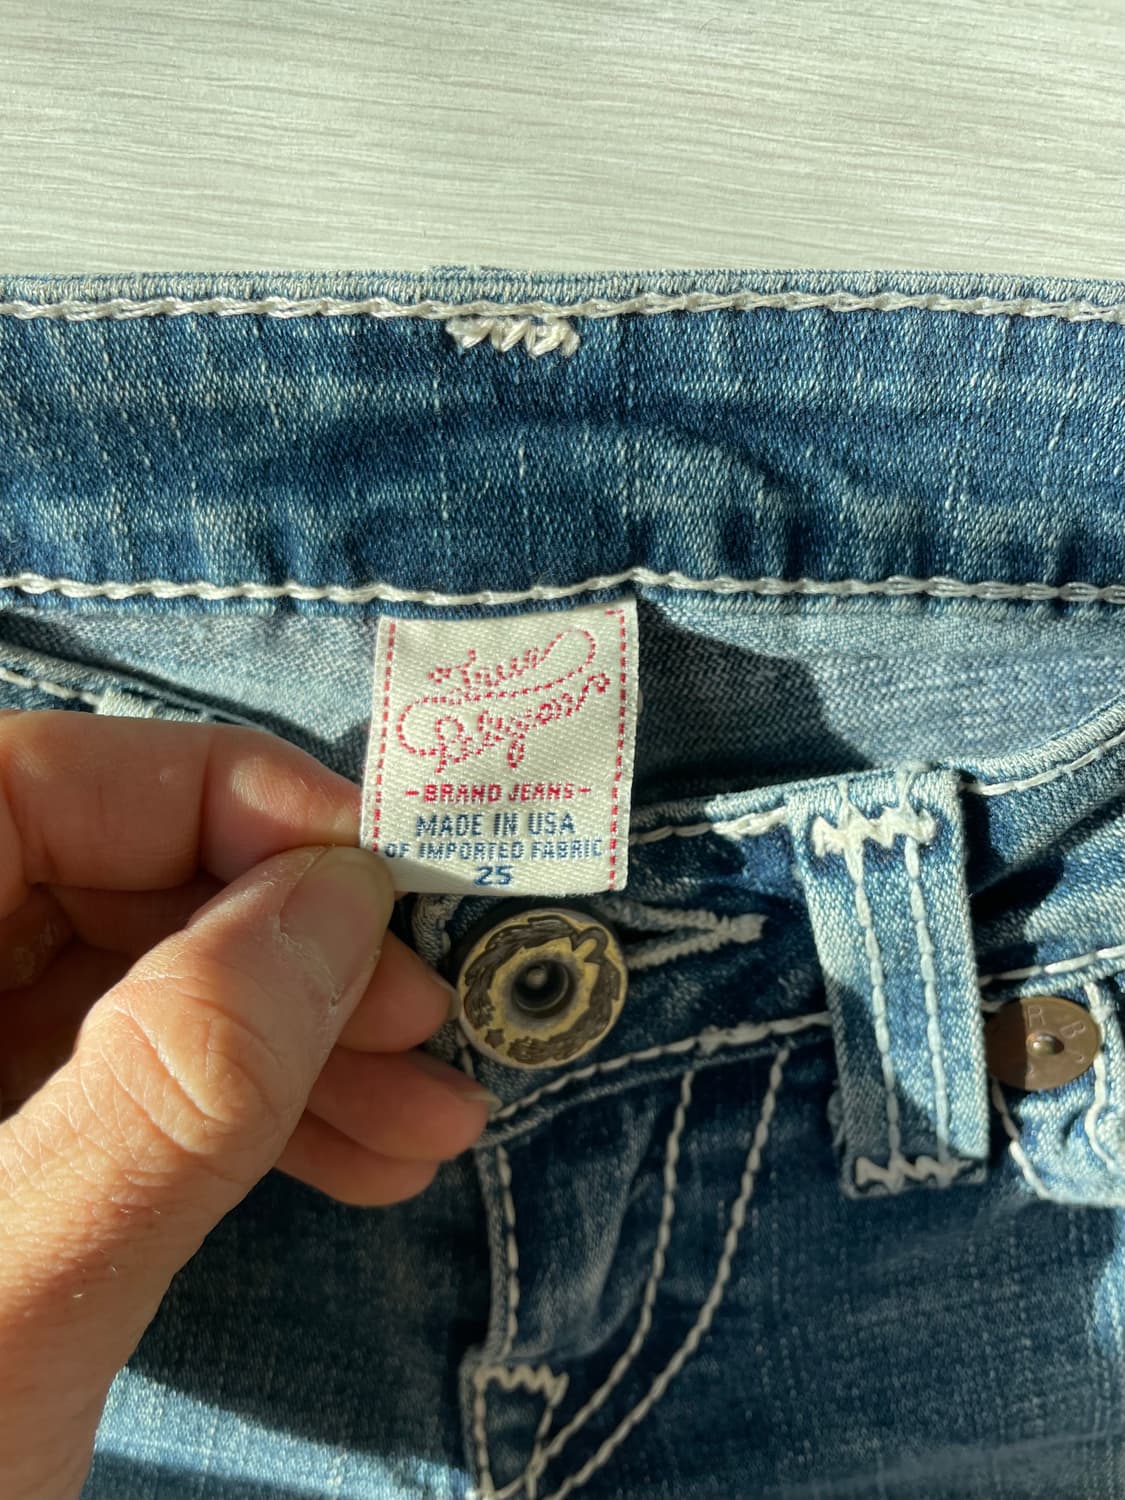 True
Religion
-BRAND JEANS-
MADE IN USA
OF IMPORTED FABRIC
25